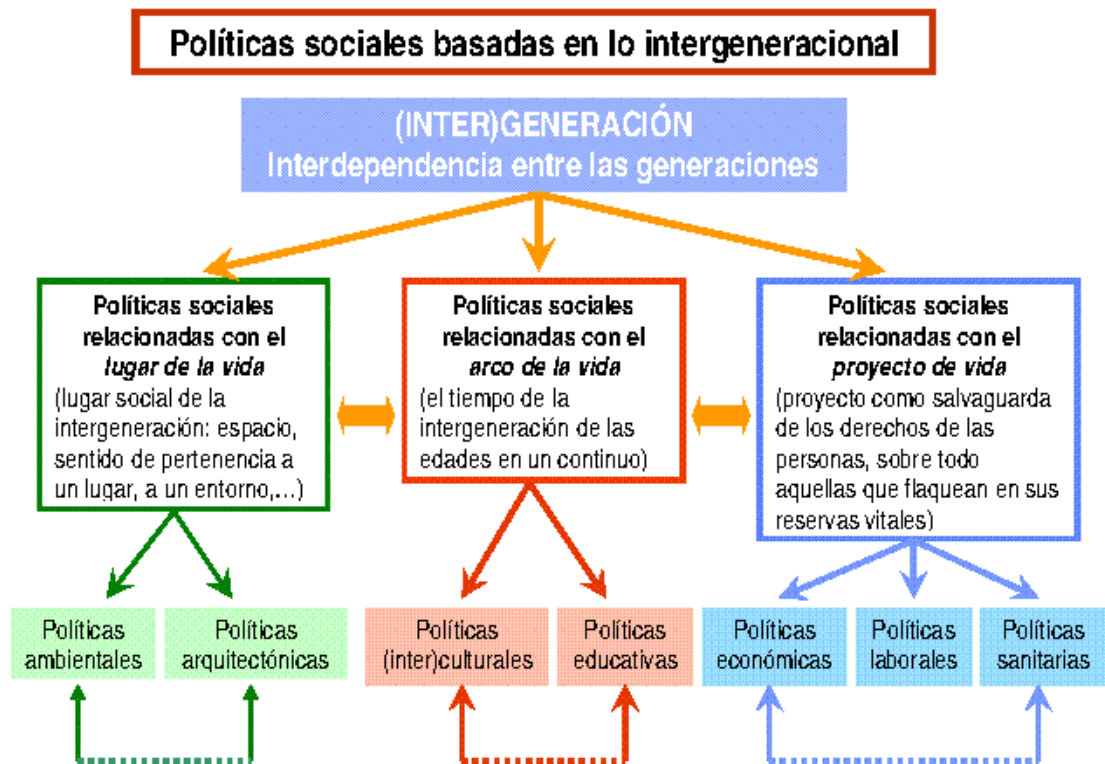 Políticas sociales basadas en lo intergeneracional
(INTER)GENERACIÓN
Interdependencia entre las generaciones
Políticas sociales
relacionadas con el
lugar de la vida
(lugar social de la
intergeneración: espacio,
sentido de pertenencia a
un lugar, a un entorno,...)
Políticas sociales
relacionadas con el
arco de la vida
(el tiempo de la
intergeneración de las
edades en un continuo)
Políticas sociales
relacionadas con el
proyecto de vida
(proyecto como salvaguarda
de los derechos de las
personas, sobre todo
aquellas que flaquean en sus
reservas vitales)
Políticas
ambientales
Políticas
arquitectónicas
Políticas
(inter)culturales
Políticas
educativas
Políticas
económicas
Políticas
laborales
Políticas
sanitarias